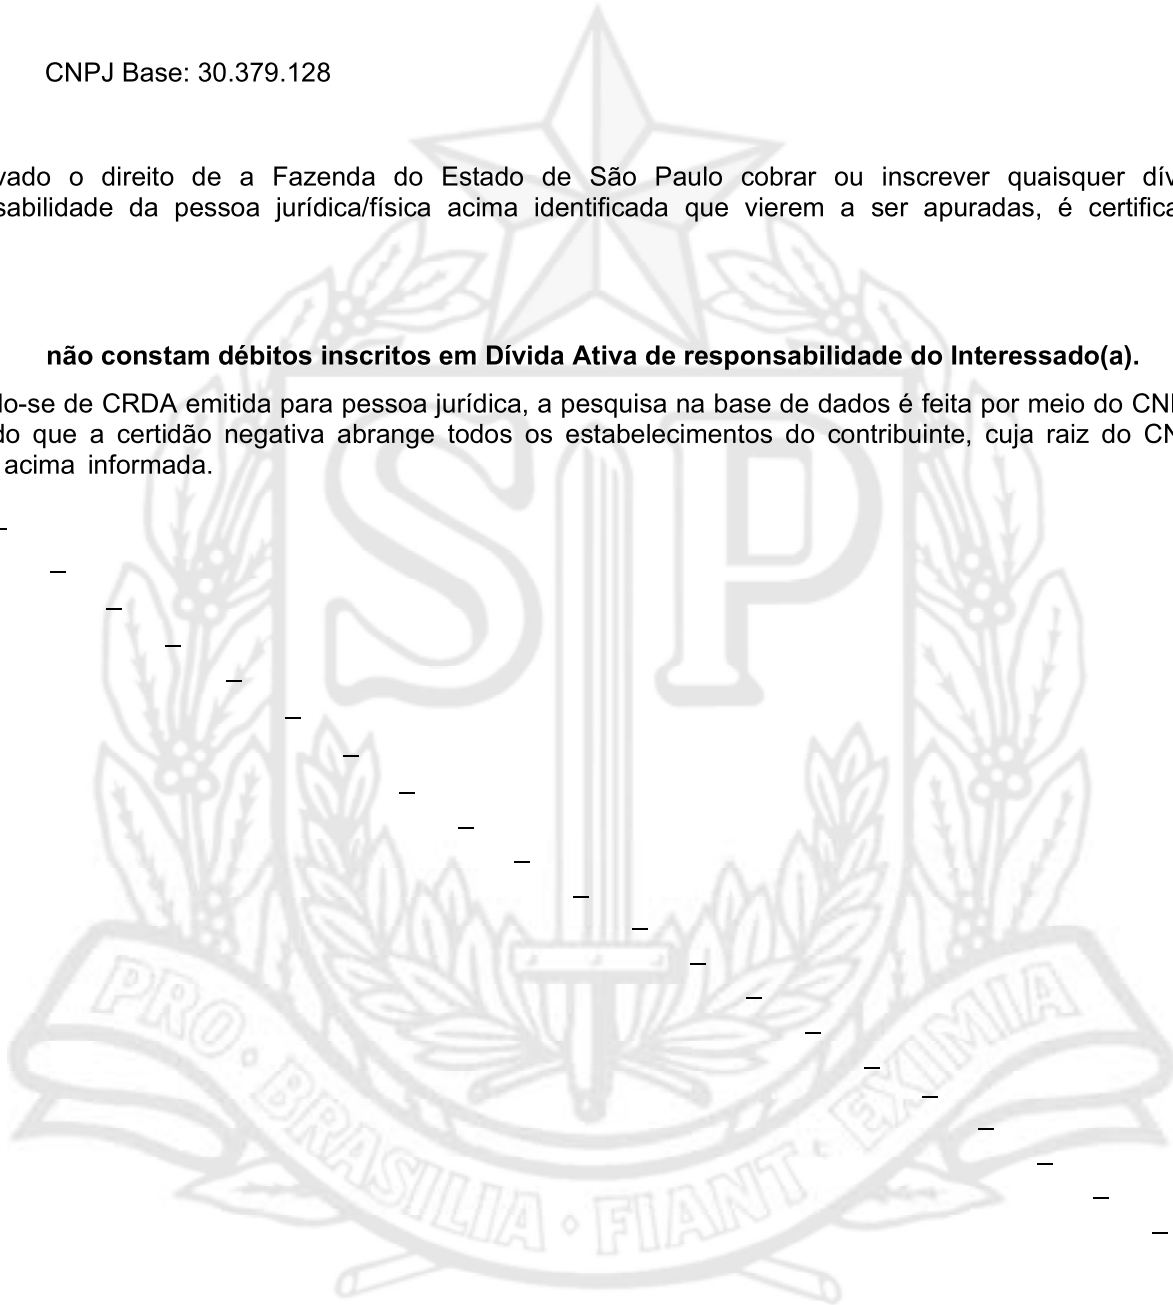 CNPJ Base: 30.379.128
vado o direito de a Fazenda do Estado de São Paulo cobrar ou inscrever quaisquer dív
sabilidade da pessoa jurídica/física acima identificada que vierem a ser apuradas, é certifica
não constam débitos inscritos em Dívida Ativa de responsabilidade do Interessado(a).
do-se de CRDA emitida para pessoa jurídica, a pesquisa na base de dados é feita por meio do CN
do que a certidão negativa abrange todos os estabelecimentos do contribuinte, cuja raiz do CN
acima informada.
SP
PRO · BRASILIA · FIANT · EXIMIA